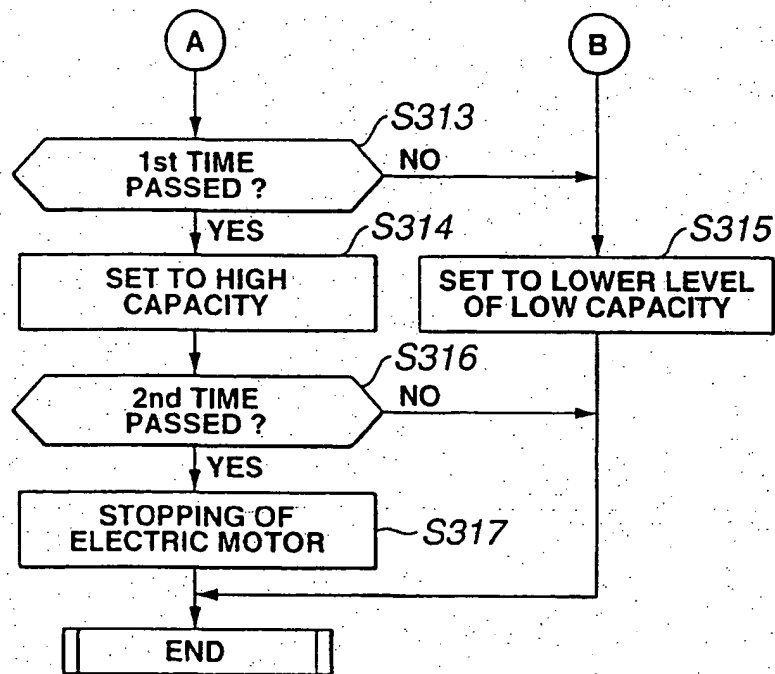 A
B
S313
1st TIME
PASSED ?
NO
YES
S314
S315
SET TO HIGH
CAPACITY
SET TO LOWER LEVEL
OF LOW CAPACITY
S316
2nd TIME
PASSED ?
NO
YES
STOPPING OF
ELECTRIC MOTOR
S317
END